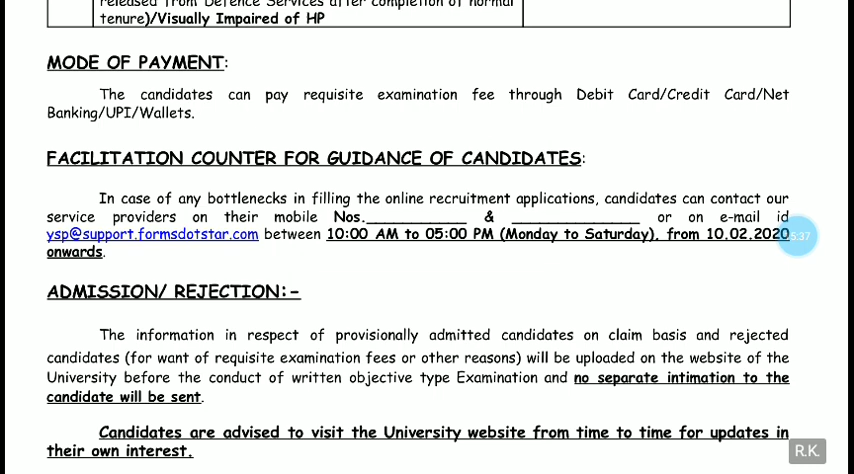 released from Defence Services after completion of normal
tenure)/Visually Impaired of HP
MODE OF PAYMENT:
The candidates can pay requisite examination fee through Debit Card/Credit Card/Net
Banking/UPI/Wallets.
FACILITATION COUNTER FOR GUIDANCE OF CANDIDATES:
In case of any bottlenecks in filling the online recruitment applications, candidates can contact our
service providers on their mobile Nos.___________ & ______________ or on e-mail id
ysp@support.formsdotstar.com between 10:00 AM to 05:00 PM (Monday to Saturday), from 10.02.2020
5:37
onwards.
ADMISSION/ REJECTION:-
The information in respect of provisionally admitted candidates on claim basis and rejected
candidates (for want of requisite examination fees or other reasons) will be uploaded on the website of the
University before the conduct of written objective type Examination and no separate intimation to the
candidate will be sent.
Candidates are advised to visit the University website from time to time for updates in
their own interest.
R.K.